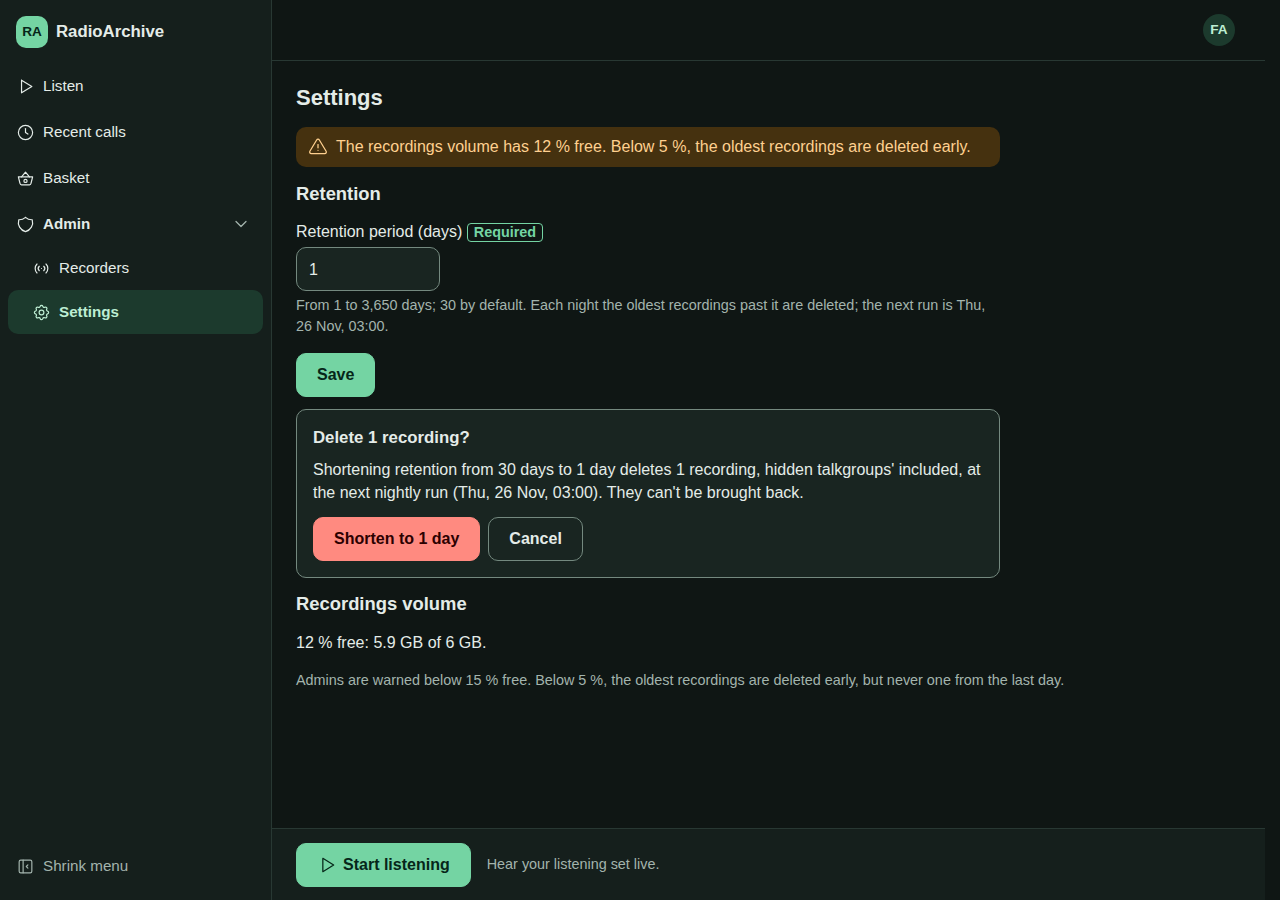 RA RadioArchive
FA
Listen
Recent calls
Basket
Admin
Recorders
Settings
Shrink menu
Settings
The recordings volume has 12 % free. Below 5 %, the oldest recordings are deleted early.
Retention
Retention period (days) Required
1
From 1 to 3,650 days; 30 by default. Each night the oldest recordings past it are deleted; the next run is Thu,
26 Nov, 03:00.
Save
Delete 1 recording?
Shortening retention from 30 days to 1 day deletes 1 recording, hidden talkgroups' included, at
the next nightly run (Thu, 26 Nov, 03:00). They can't be brought back.
Shorten to 1 day
Cancel
Recordings volume
12 % free: 5.9 GB of 6 GB.
Admins are warned below 15 % free. Below 5 %, the oldest recordings are deleted early, but never one from the last day.
Start listening
Hear your listening set live.